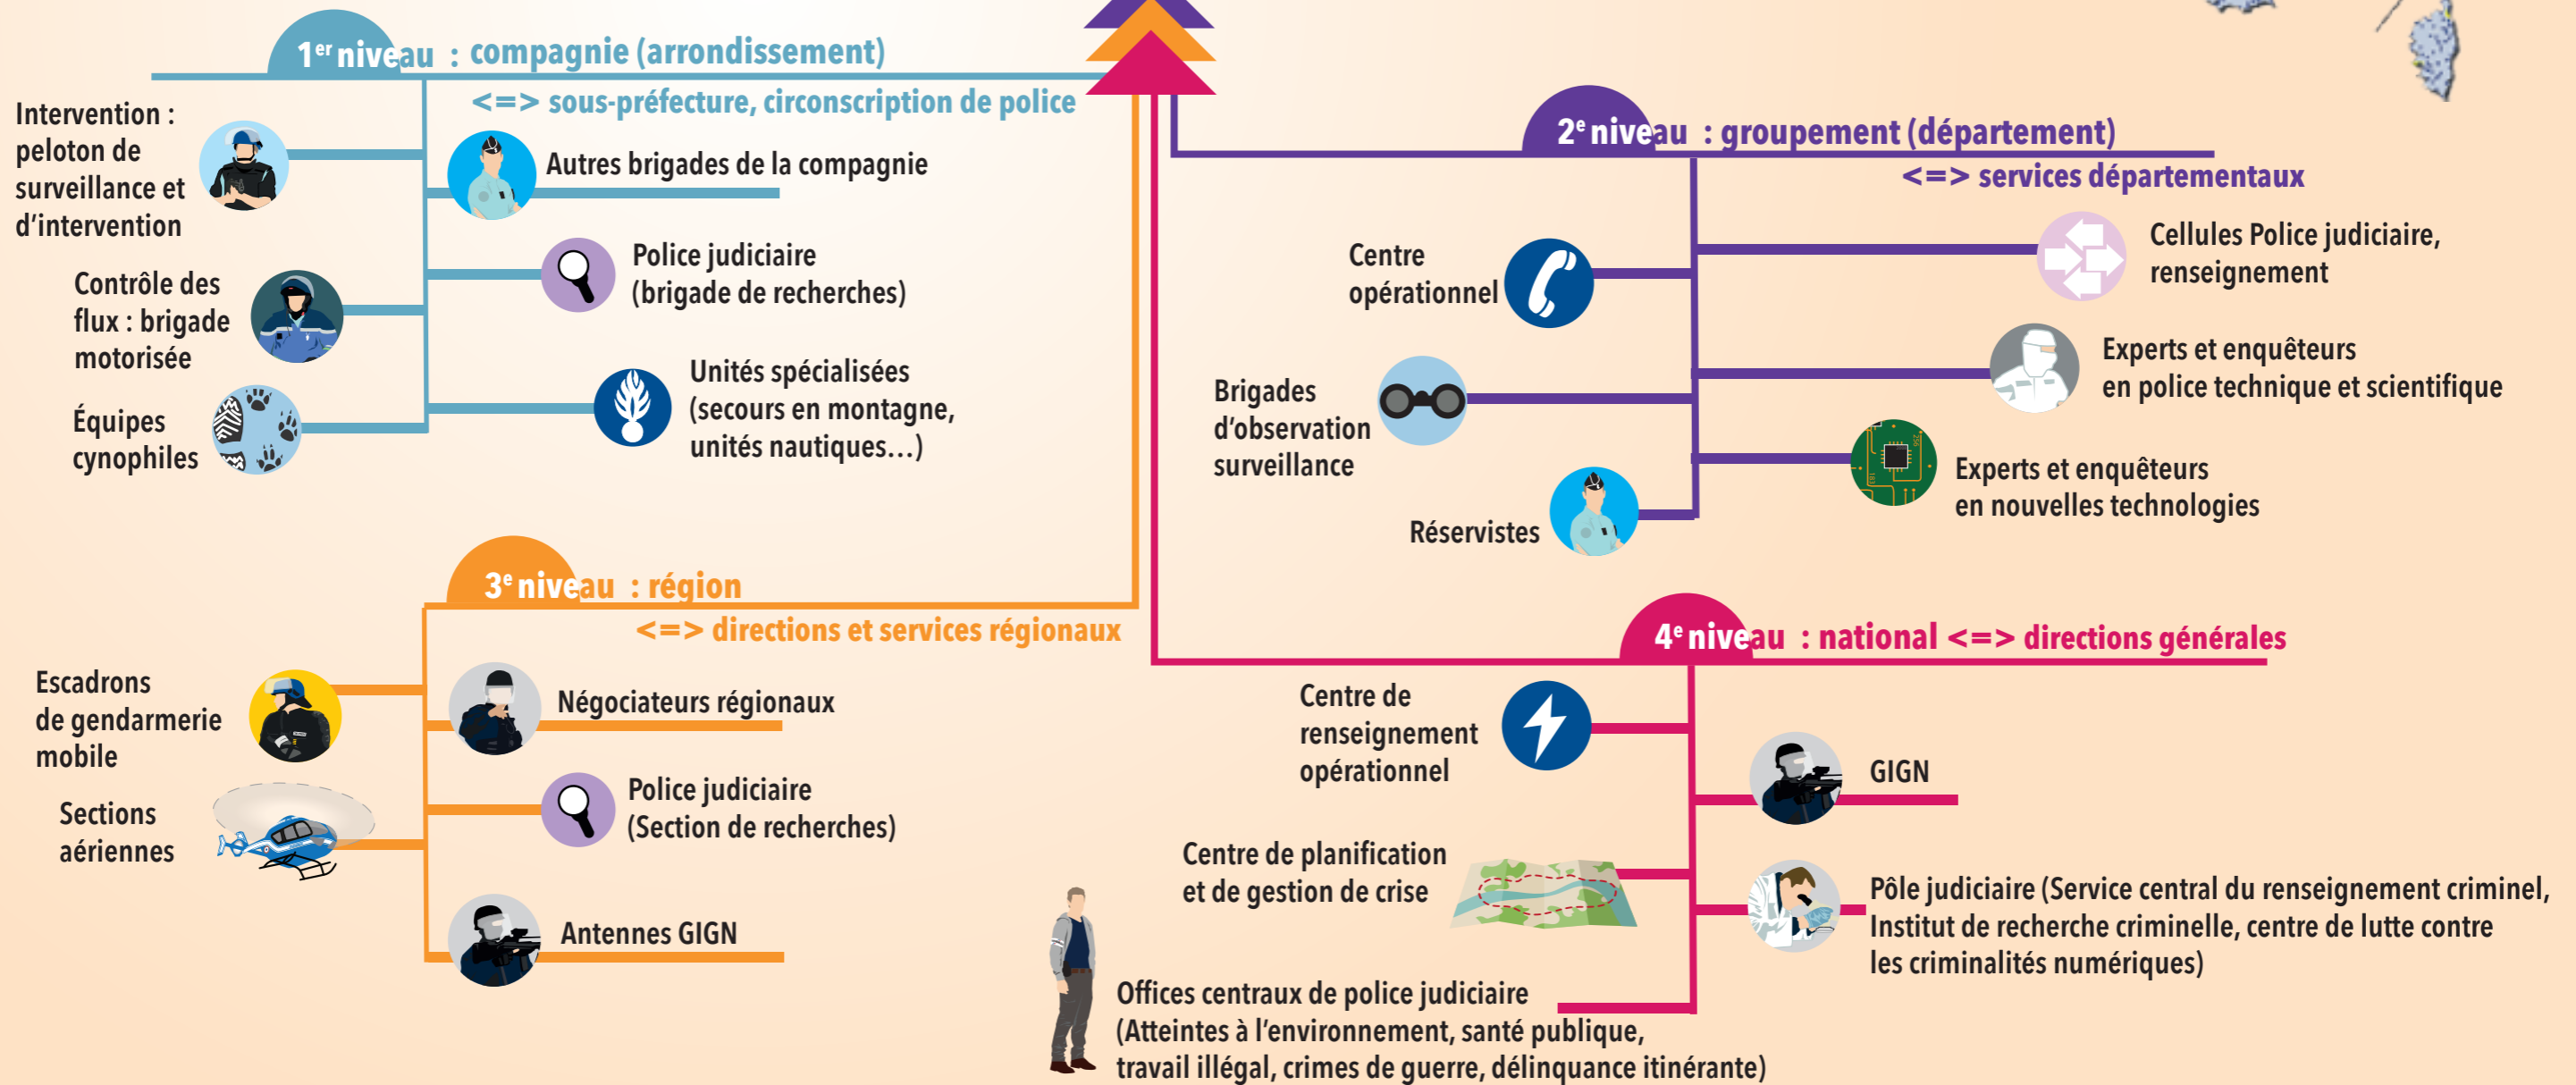 1er niveau : compagnie (arrondissement)
<=> sous-préfecture, circonscription de police
Intervention :
peloton de
surveillance et
d’intervention
Contrôle des
flux : brigade
motorisée
Équipes
cynophiles
Autres brigades de la compagnie
Police judiciaire
(brigade de recherches)
Unités spécialisées
(secours en montagne,
unités nautiques…)
2e niveau : groupement (département)
<=> services départementaux
Centre
opérationnel
Brigades
d’observation
surveillance
Réservistes
Cellules Police judiciaire,
renseignement
Experts et enquêteurs
en police technique et scientifique
Experts et enquêteurs
en nouvelles technologies
3e niveau : région
<=> directions et services régionaux
Escadrons
de gendarmerie
mobile
Sections
aériennes
Négociateurs régionaux
Police judiciaire
(Section de recherches)
Antennes GIGN
4e niveau : national <=> directions générales
Centre de
renseignement
opérationnel
Centre de planification
et de gestion de crise
Offices centraux de police judiciaire
(Atteintes à l’environnement, santé publique,
travail illégal, crimes de guerre, délinquance itinérante)
GIGN
Pôle judiciaire (Service central du renseignement criminel,
Institut de recherche criminelle, centre de lutte contre
les criminalités numériques)